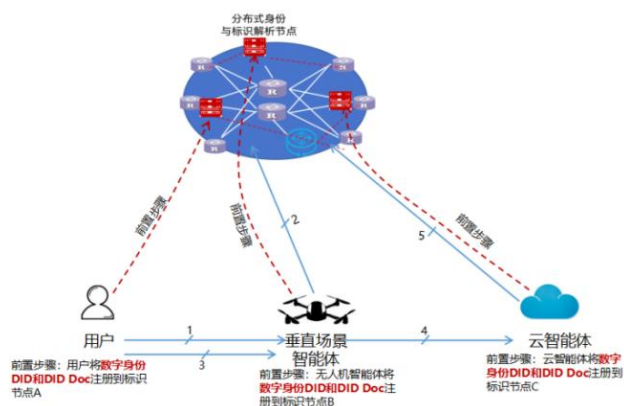 分布式身份
与标识解析节点
R
R
R
R
R
R
R
R
前置步骤
前置步骤
前置步骤
2
5
1
3
4
用户
垂直场景
智能体
云智能体
前置步骤：用户将数字身份
DID和DID Doc注册到标识
节点A
前置步骤：无人机智能体将
数字身份DID和DID Doc注
册到标识节点B
前置步骤：云智能体将数字
身份DID和DID Doc注册到
标识节点C